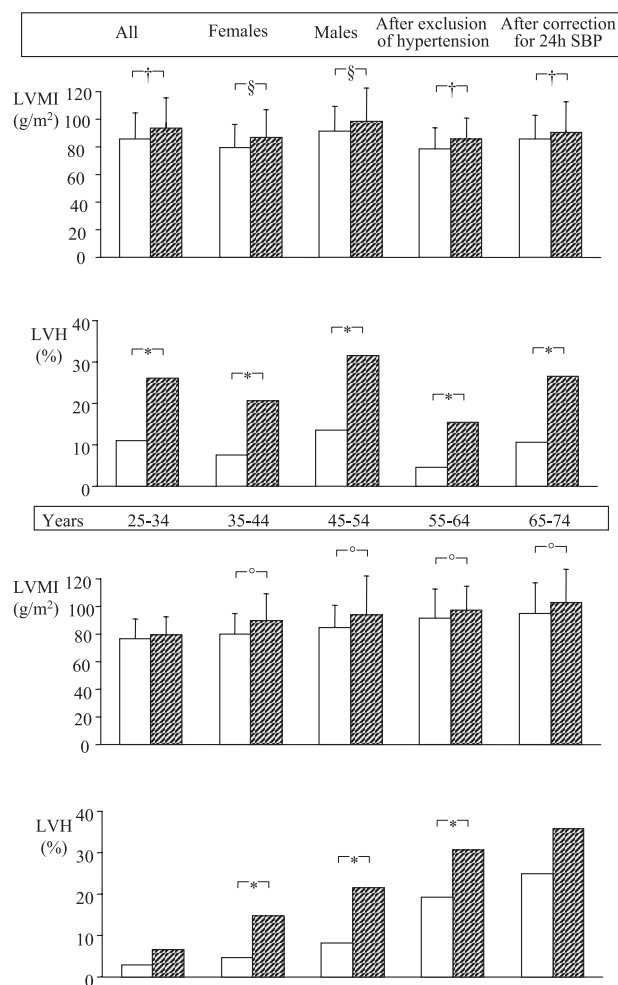 All Females Males After exclusion of hypertension After correction for 24h SBP
† § § † †
LVMI (g/m²)
120
100
80
60
40
20
0
LVH (%)
* * * * *
40
30
20
10
0
Years 25-34 35-44 45-54 55-64 65-74
LVMI (g/m²)
° ° ° °
120
100
80
60
40
20
0
LVH (%)
* * *
40
30
20
10
0